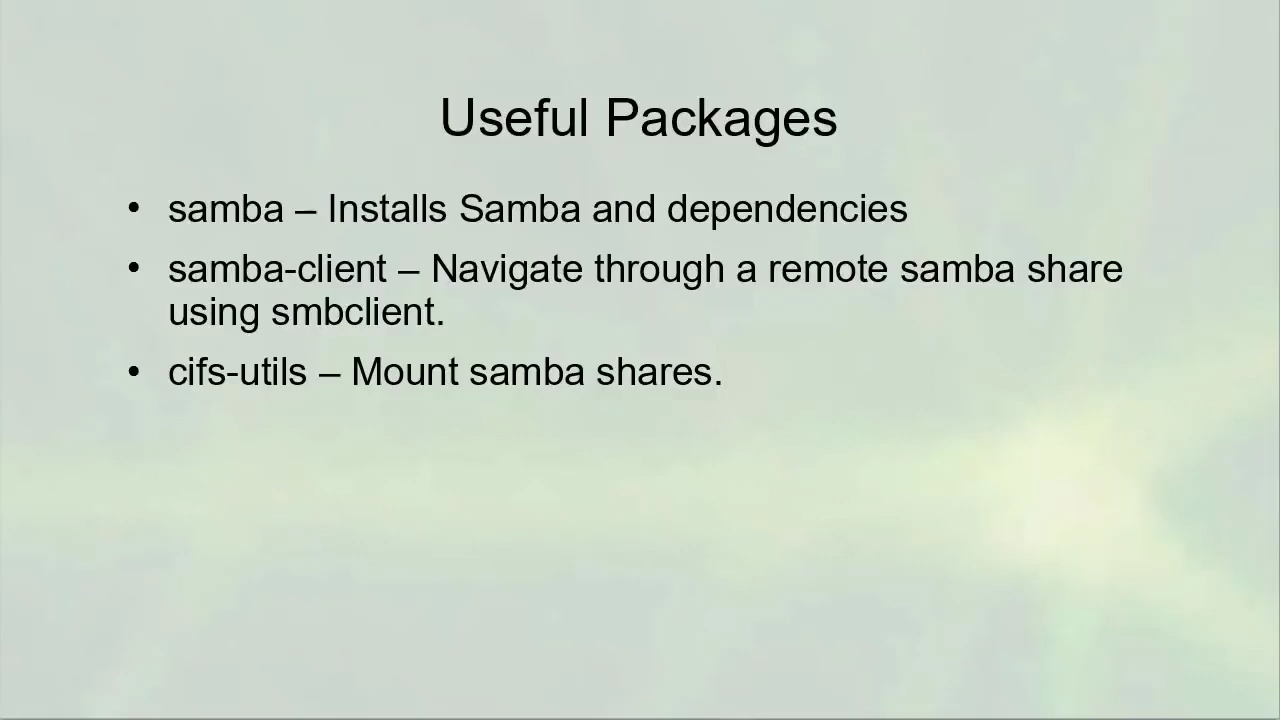 Useful Packages
• samba – Installs Samba and dependencies
• samba-client – Navigate through a remote samba share
using smbclient.
• cifs-utils – Mount samba shares.